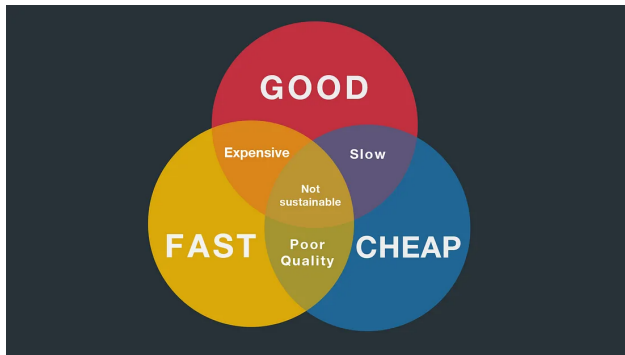 GOOD
Expensive
Slow
Not
sustainable
FAST
Poor
Quality
CHEAP